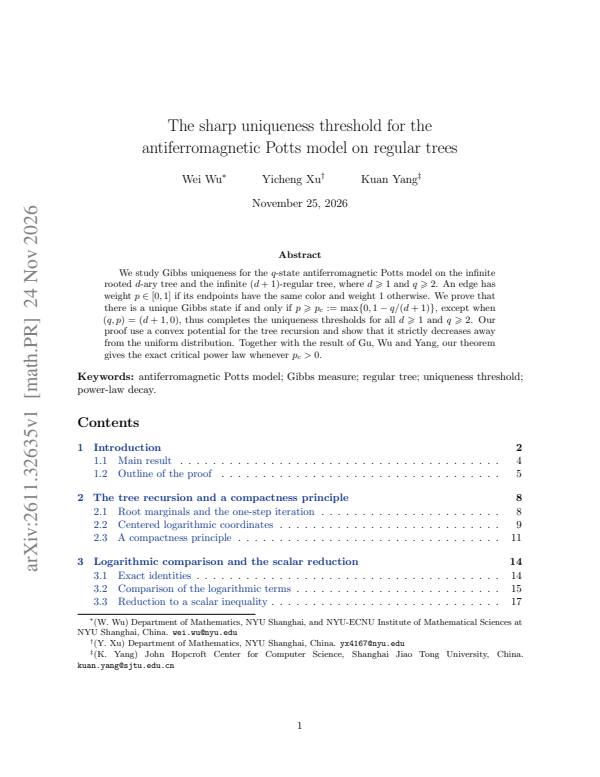 The sharp uniqueness threshold for the
antiferromagnetic Potts model on regular trees
Wei Wu* Yicheng Xu† Kuan Yang‡
November 25, 2026
Abstract
We study Gibbs uniqueness for the q-state antiferromagnetic Potts model on the infinite
rooted d-ary tree and the infinite (d + 1)-regular tree, where d ⩾ 1 and q ⩾ 2. An edge has
weight p ∈ [0, 1] if its endpoints have the same color and weight 1 otherwise. We prove that
there is a unique Gibbs state if and only if p ⩾ pc := max{0, 1 − q/(d + 1)}, except when
(q, p) = (d + 1, 0), thus completes the uniqueness thresholds for all d ⩾ 1 and q ⩾ 2. Our
proof use a convex potential for the tree recursion and show that it strictly decreases away
from the uniform distribution. Together with the result of Gu, Wu and Yang, our theorem
gives the exact critical power law whenever pc > 0.
Keywords: antiferromagnetic Potts model; Gibbs measure; regular tree; uniqueness threshold;
power-law decay.
Contents
1 Introduction 2
1.1 Main result . . . . . . . . . . . . . . . . . . . . . . . . . . . . . . . . . . . . 4
1.2 Outline of the proof . . . . . . . . . . . . . . . . . . . . . . . . . . . . . . . . 5
2 The tree recursion and a compactness principle 8
2.1 Root marginals and the one-step iteration . . . . . . . . . . . . . . . . . . . . 8
2.2 Centered logarithmic coordinates . . . . . . . . . . . . . . . . . . . . . . . . . 9
2.3 A compactness principle . . . . . . . . . . . . . . . . . . . . . . . . . . . . . 11
3 Logarithmic comparison and the scalar reduction 14
3.1 Exact identities . . . . . . . . . . . . . . . . . . . . . . . . . . . . . . . . . . 14
3.2 Comparison of the logarithmic terms . . . . . . . . . . . . . . . . . . . . . . . 15
3.3 Reduction to a scalar inequality . . . . . . . . . . . . . . . . . . . . . . . . . . 17
*(W. Wu) Department of Mathematics, NYU Shanghai, and NYU-ECNU Institute of Mathematical Sciences at
NYU Shanghai, China. wei.wu@nyu.edu
†(Y. Xu) Department of Mathematics, NYU Shanghai, China. yx4167@nyu.edu
‡(K. Yang) John Hopcroft Center for Computer Science, Shanghai Jiao Tong University, China.
kuan.yang@sjtu.edu.cn
1
arXiv:2611.32635v1 [math.PR] 24 Nov 2026